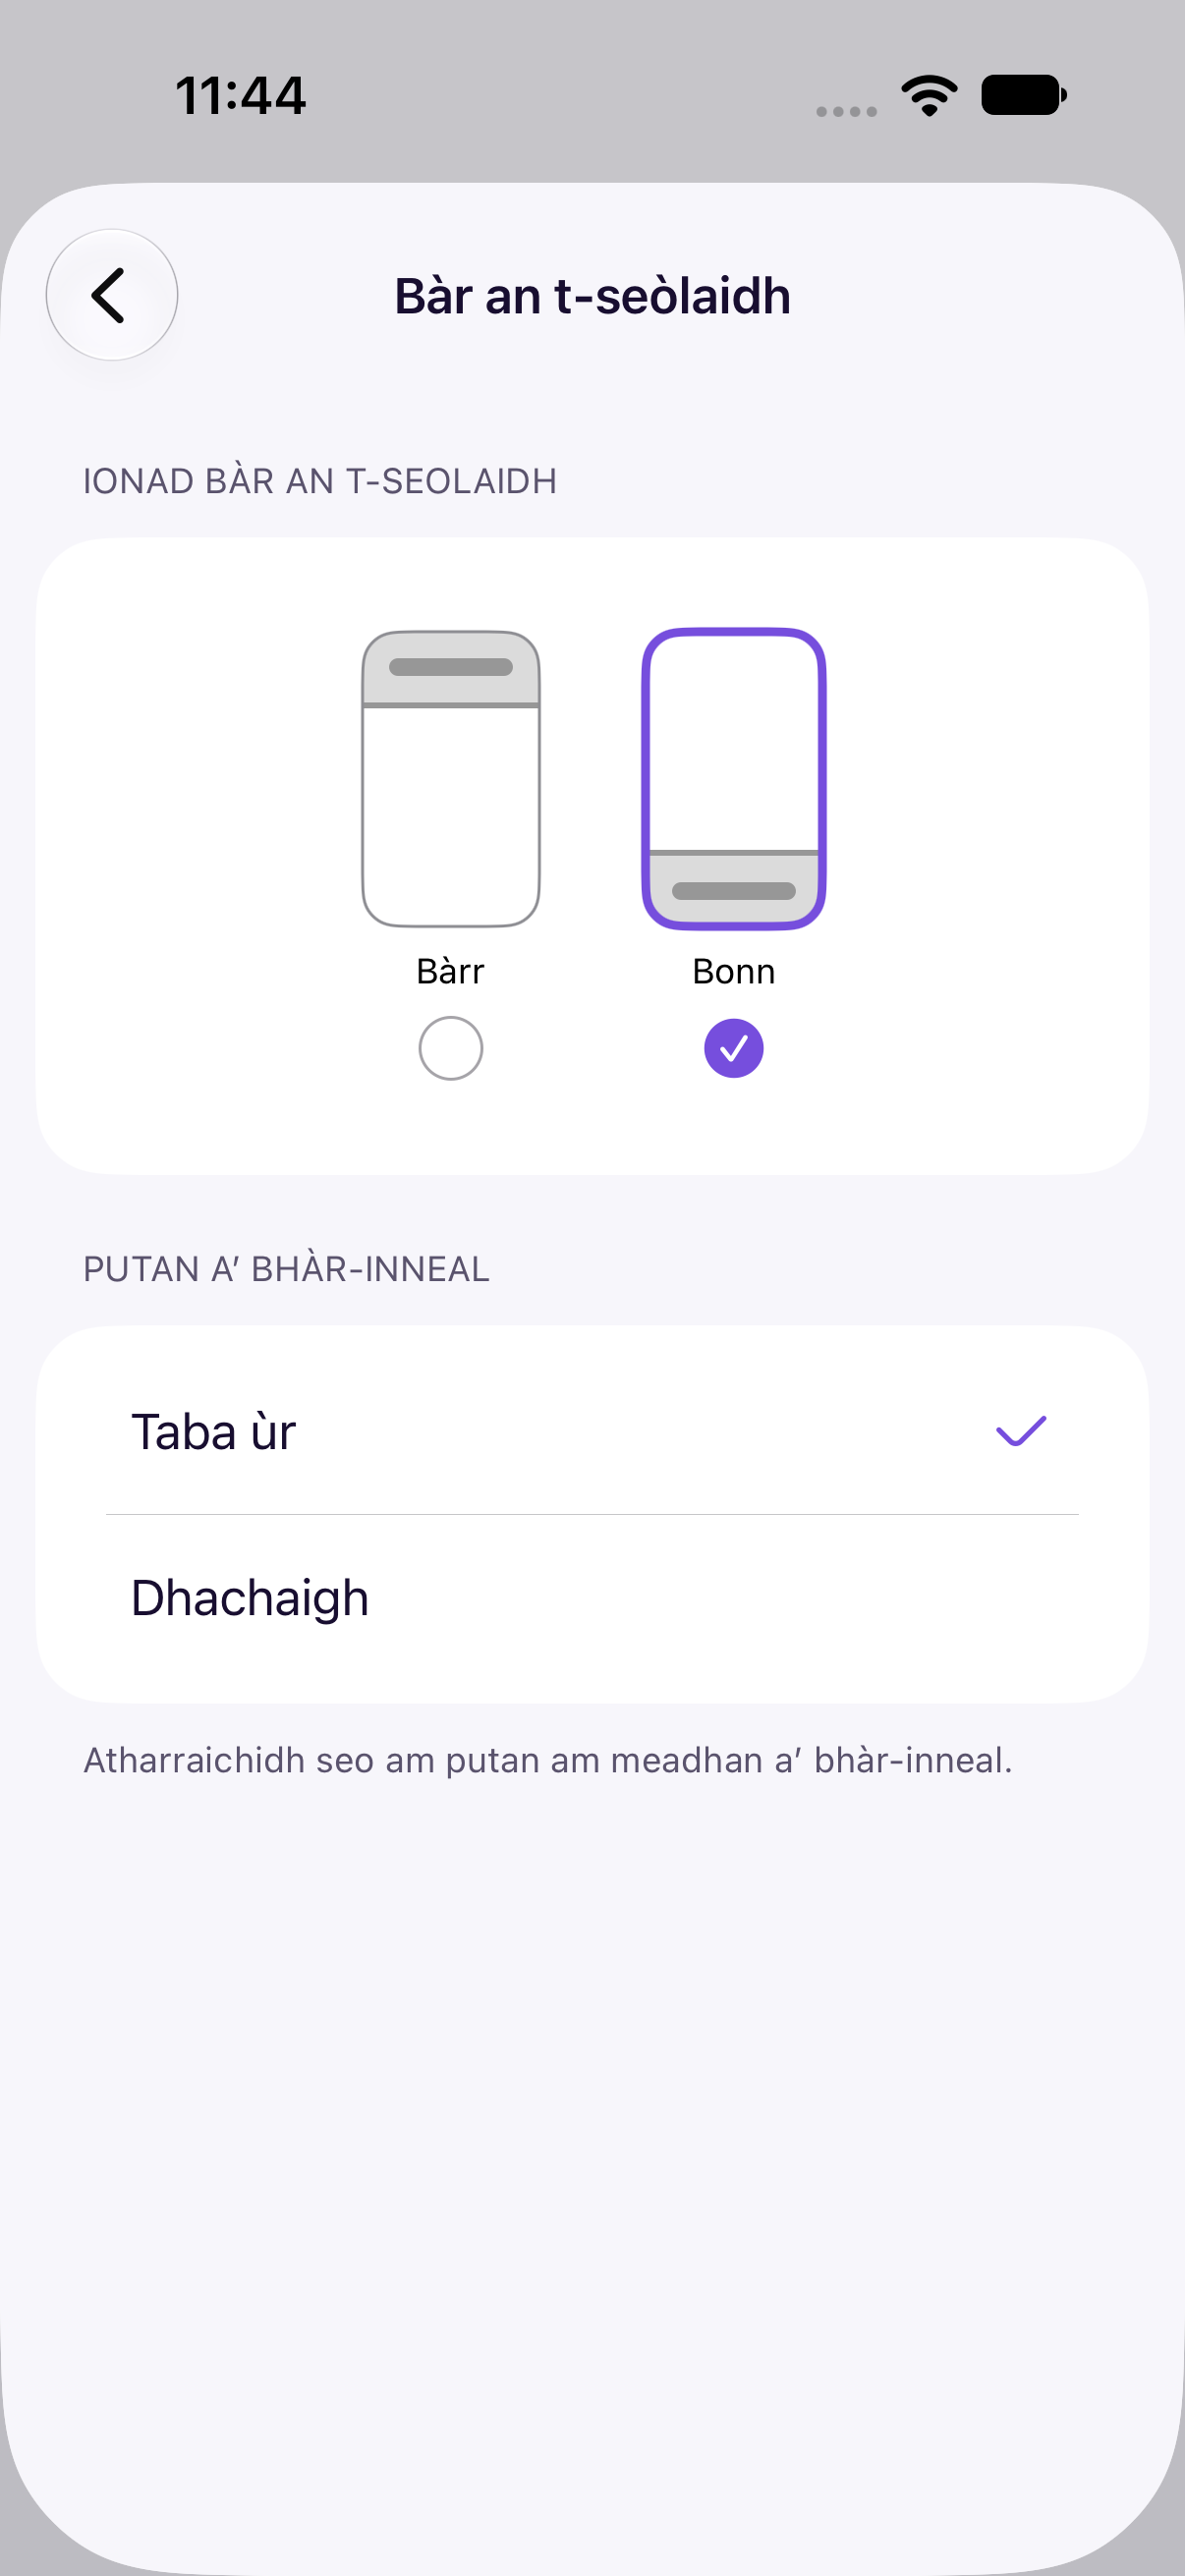 11:44
Bàr an t-seòlaidh
IONAD BÀR AN T-SEOLAIDH
Bàrr
Bonn
PUTAN A’ BHÀR-INNEAL
Taba ùr
Dhachaigh
Atharraichidh seo am putan am meadhan a’ bhàr-inneal.